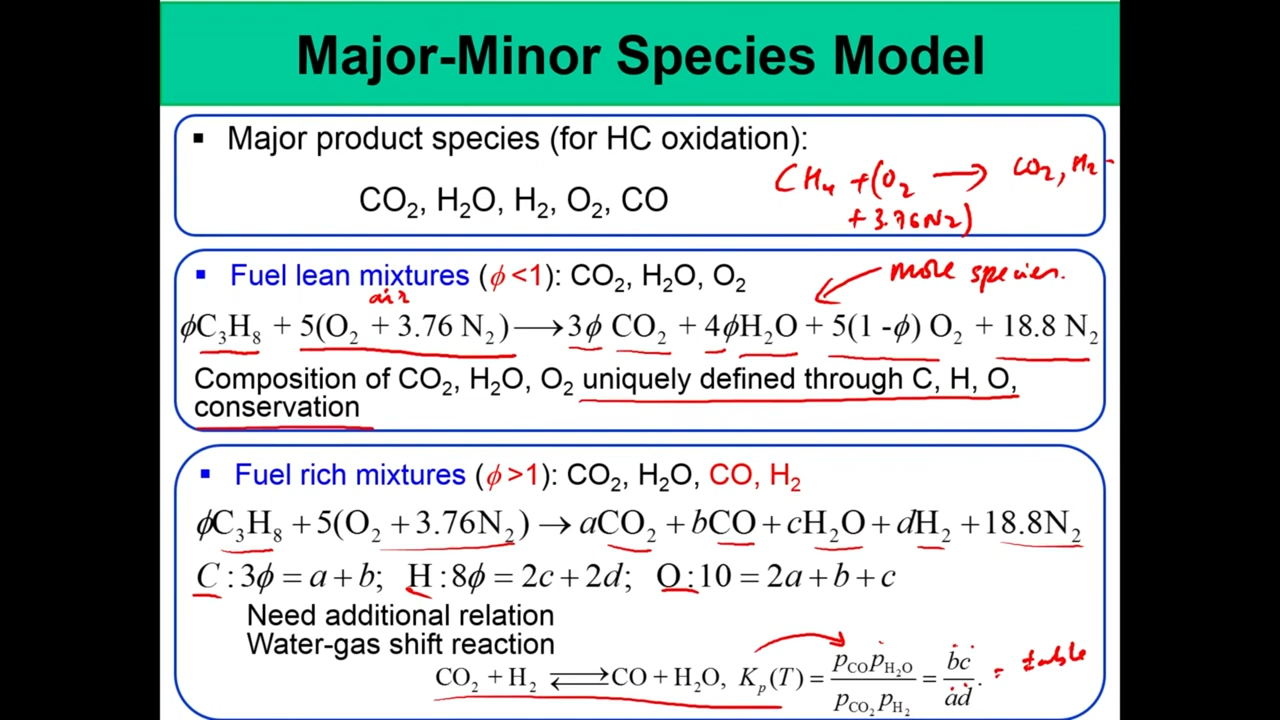 Major-Minor Species Model
▪ Major product species (for HC oxidation):
CO₂, H₂O, H₂, O₂, CO
CH₄ + (O₂ → CO₂, H₂
+ 3.76N₂)
▪ Fuel lean mixtures (ϕ<1): CO₂, H₂O, O₂
more species.
air
ϕC₃H₈ + 5(O₂ + 3.76 N₂) → 3ϕ CO₂ + 4ϕH₂O + 5(1 -ϕ) O₂ + 18.8 N₂
Composition of CO₂, H₂O, O₂ uniquely defined through C, H, O,
conservation
▪ Fuel rich mixtures (ϕ>1): CO₂, H₂O, CO, H₂
ϕC₃H₈ + 5(O₂ + 3.76N₂) → aCO₂ + bCO + cH₂O + dH₂ + 18.8N₂
C : 3ϕ = a + b; H : 8ϕ = 2c + 2d; O : 10 = 2a + b + c
Need additional relation
Water-gas shift reaction
CO₂ + H₂ ⇌ CO + H₂O, Kₚ(T) = (p_CO p_H₂O)/(p_CO₂ p_H₂) = bc/ad. = table